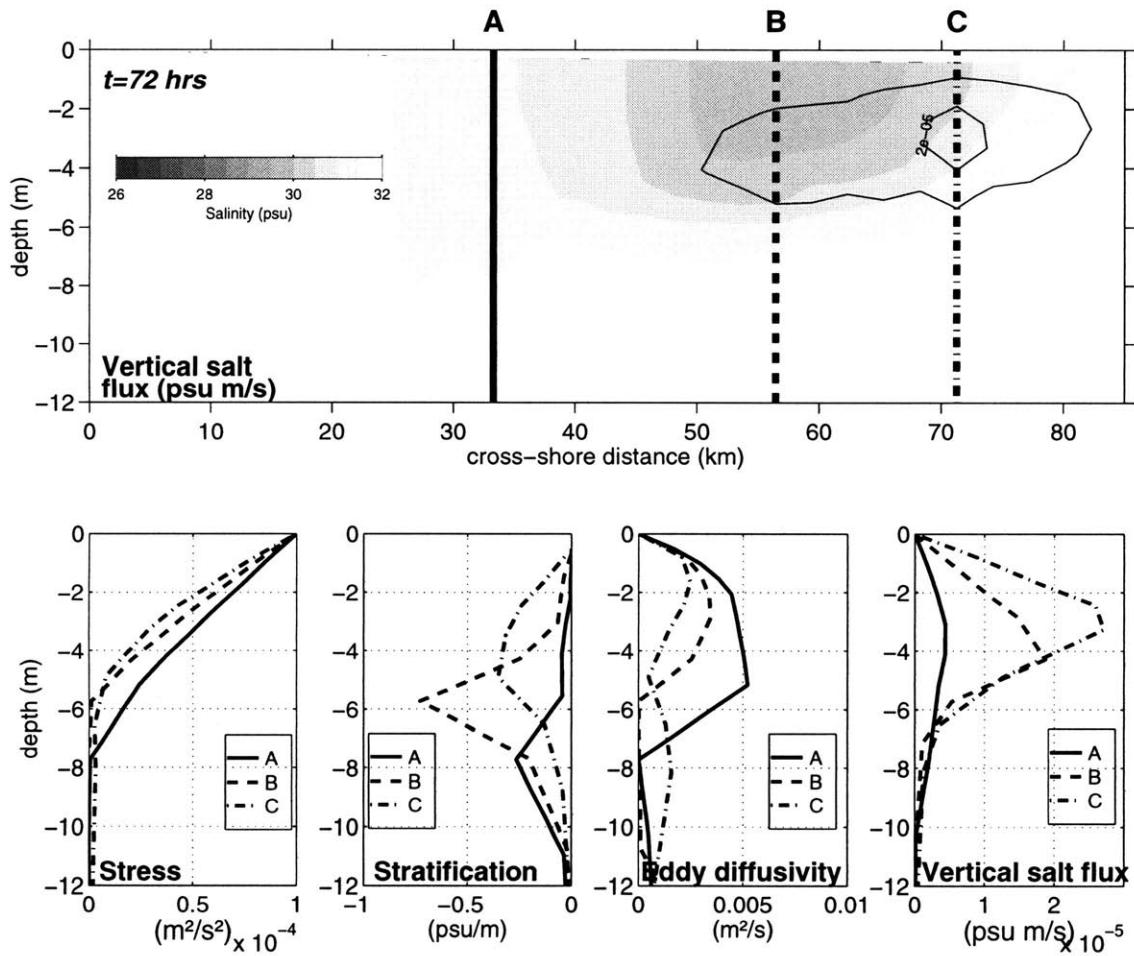 A B C
0
t=72 hrs
−2
−4
−6
−8
−10
−12
depth (m)
26 28 30 32
Salinity (psu)
2e−05
Vertical salt
flux (psu m/s)
0 10 20 30 40 50 60 70 80
cross−shore distance (km)
0 0 0 0
−2 −2 −2 −2
−4 −4 −4 −4
−6 −6 −6 −6
−8 −8 −8 −8
−10 −10 −10 −10
−12 −12 −12 −12
depth (m)
A
B
C
Stress
0 0.5 1
(m²/s²) x 10⁻⁴
A
B
C
Stratification
−1 −0.5 0
(psu/m)
A
B
C
Eddy diffusivity
0 0.005 0.01
(m²/s)
A
B
C
Vertical salt flux
0 1 2
(psu m/s) x 10⁻⁵